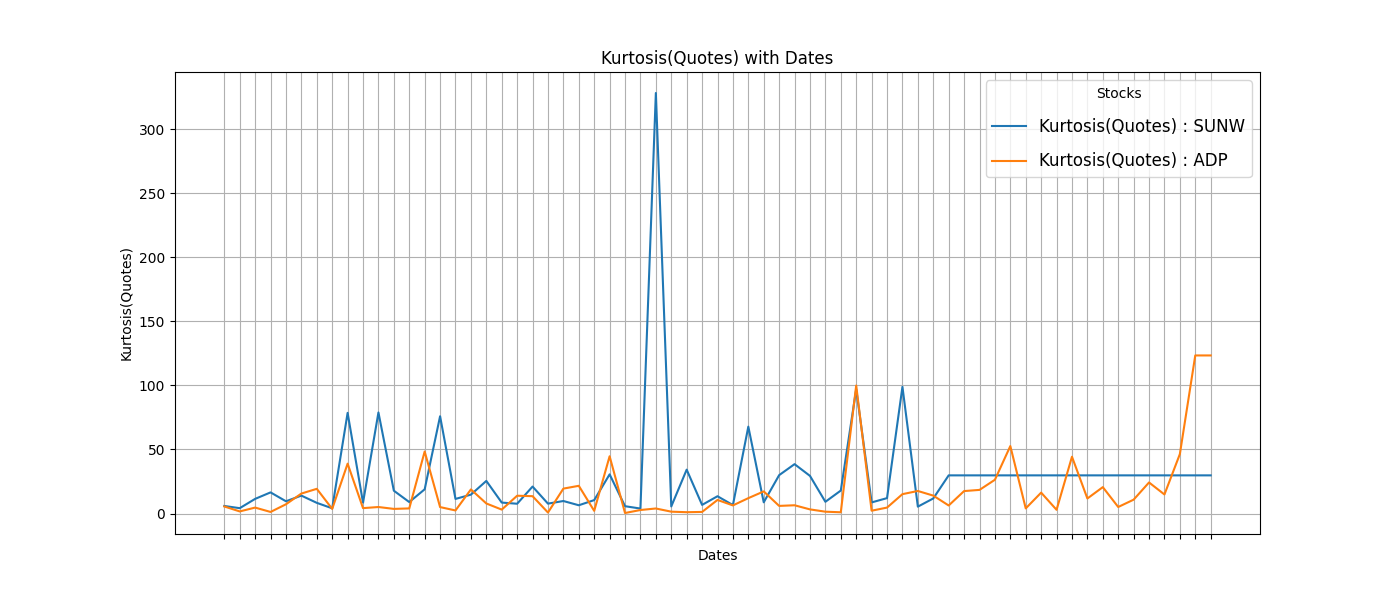 Kurtosis(Quotes) with Dates
Stocks
Kurtosis(Quotes) : SUNW
Kurtosis(Quotes) : ADP
Kurtosis(Quotes)
300
250
200
150
100
50
0
Dates